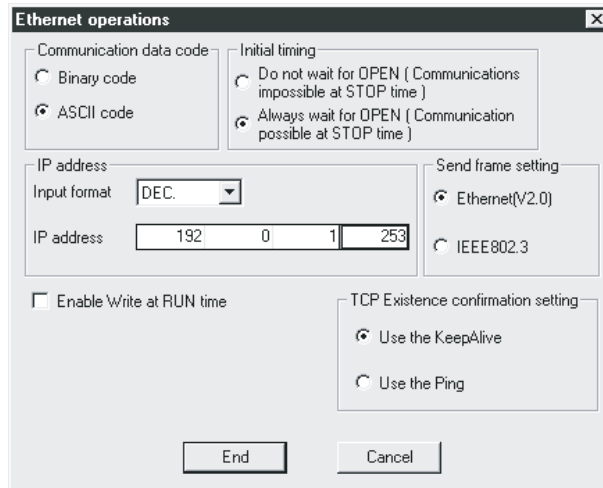 Ethernet operations
Communication data code
Binary code
ASCII code
Initial timing
Do not wait for OPEN ( Communications
impossible at STOP time )
Always wait for OPEN ( Communication
possible at STOP time )
IP address
Input format DEC.
IP address 192 0 1 253
Send frame setting
Ethernet(V2.0)
IEEE802.3
Enable Write at RUN time
TCP Existence confirmation setting
Use the KeepAlive
Use the Ping
End Cancel